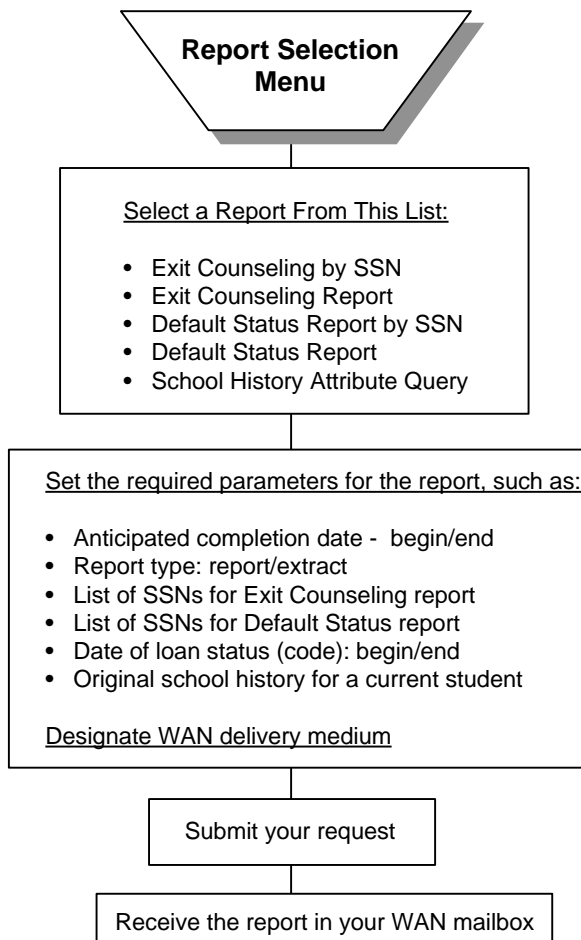 Report Selection
Menu
Select a Report From This List:
• Exit Counseling by SSN
• Exit Counseling Report
• Default Status Report by SSN
• Default Status Report
• School History Attribute Query
Set the required parameters for the report, such as:
• Anticipated completion date - begin/end
• Report type: report/extract
• List of SSNs for Exit Counseling report
• List of SSNs for Default Status report
• Date of loan status (code): begin/end
• Original school history for a current student
Designate WAN delivery medium
Submit your request
Receive the report in your WAN mailbox